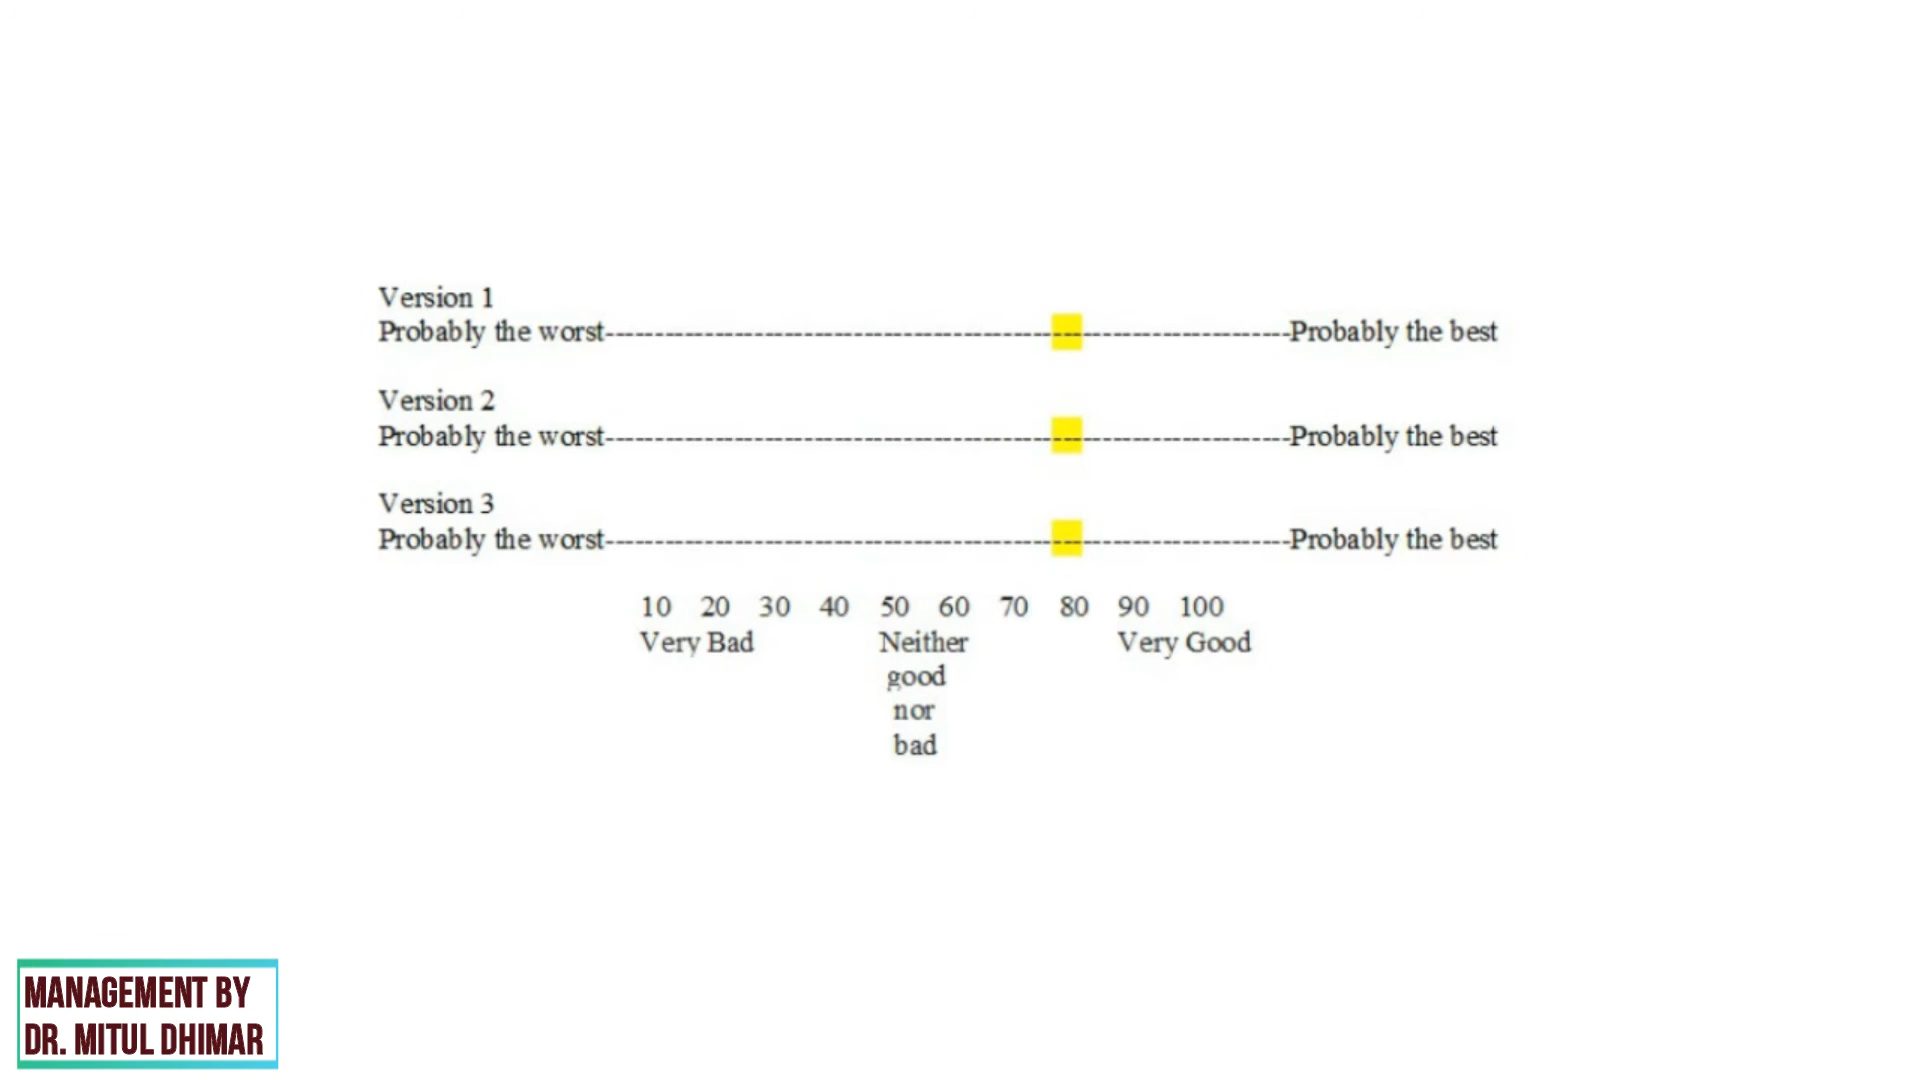 Version 1
Probably the worst--------------------------------------------------------------------Probably the best
Version 2
Probably the worst--------------------------------------------------------------------Probably the best
Version 3
Probably the worst--------------------------------------------------------------------Probably the best
10 20 30 40 50 60 70 80 90 100
Very Bad Neither Very Good
good
nor
bad
MANAGEMENT BY
DR. MITUL DHIMAR